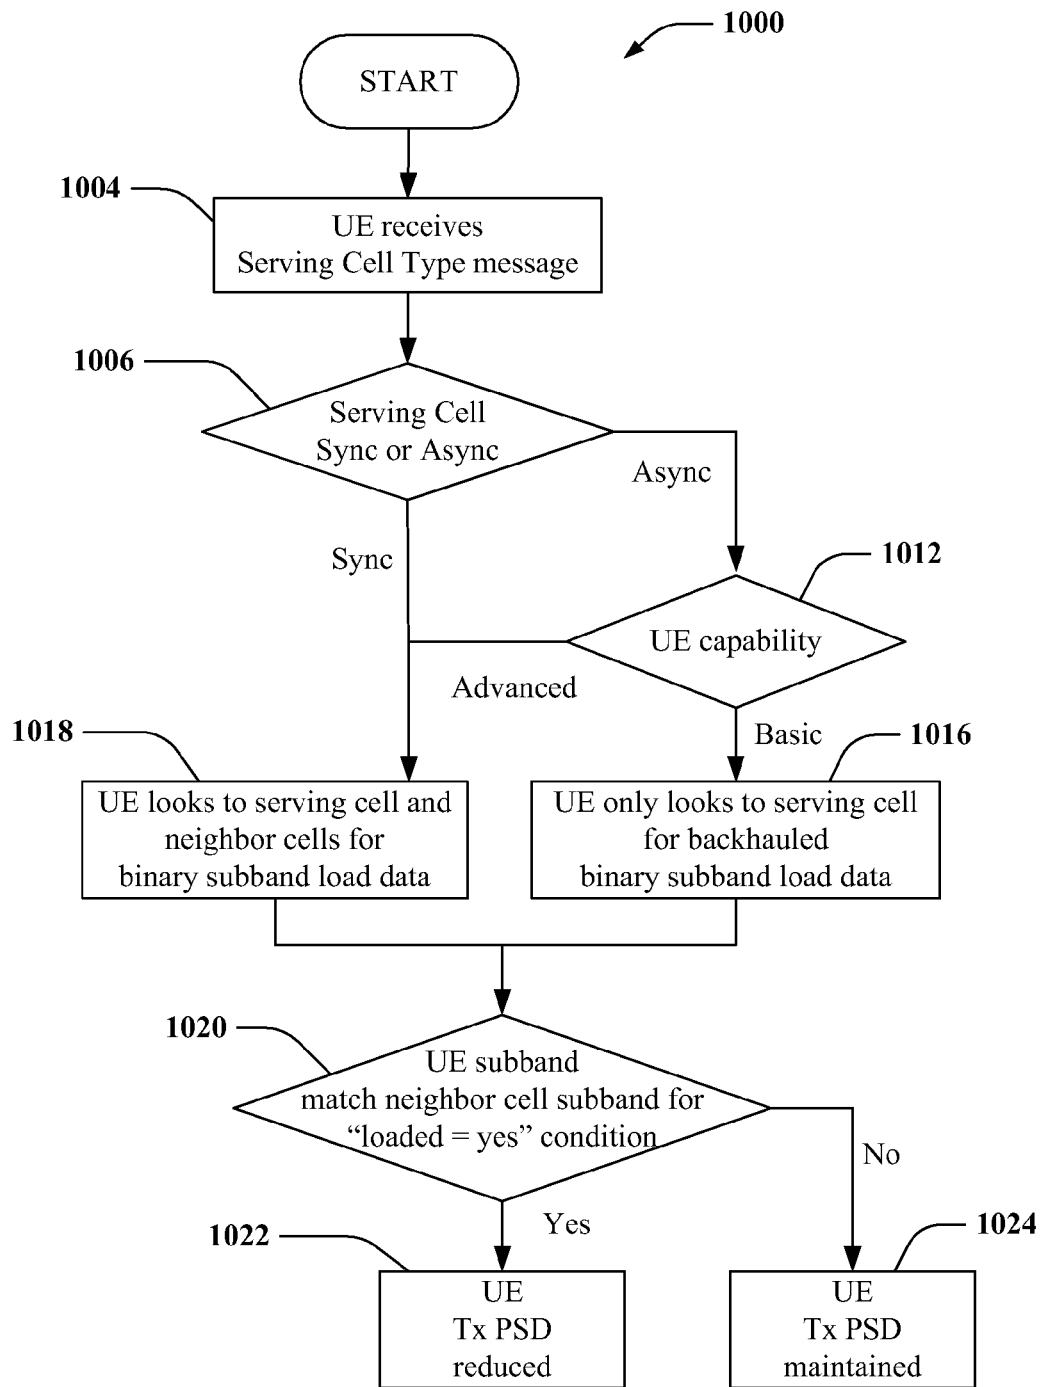 1000
START
1004
UE receives
Serving Cell Type message
1006
Serving Cell
Sync or Async
Async
Sync
1012
UE capability
Advanced
Basic
1018
1016
UE looks to serving cell and
neighbor cells for
binary subband load data
UE only looks to serving cell
for backhauled
binary subband load data
1020
UE subband
match neighbor cell subband for
“loaded = yes” condition
No
Yes
1022
1024
UE
Tx PSD
reduced
UE
Tx PSD
maintained